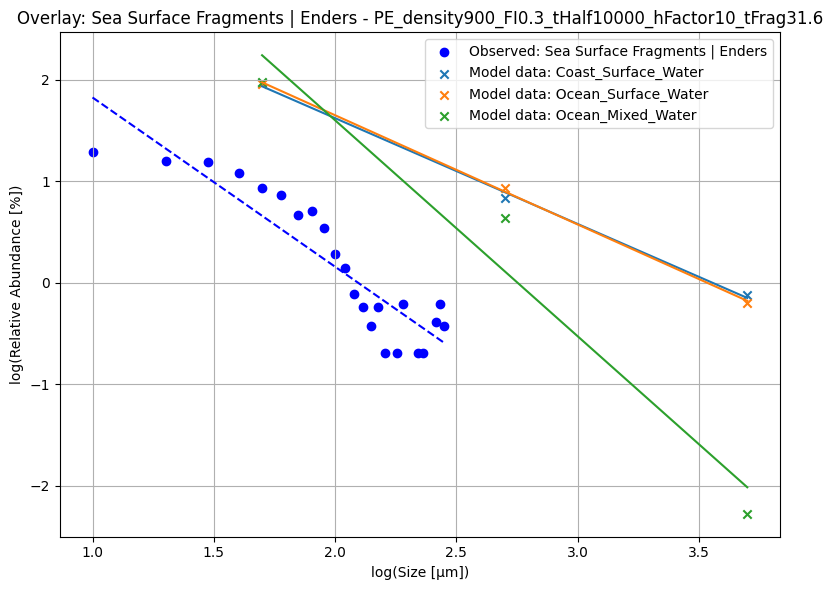 Overlay: Sea Surface Fragments | Enders - PE_density900_FI0.3_tHalf10000_hFactor10_tFrag31.6
Observed: Sea Surface Fragments | Enders
Model data: Coast_Surface_Water
Model data: Ocean_Surface_Water
Model data: Ocean_Mixed_Water
log(Relative Abundance [%])
2
1
0
−1
−2
1.0 1.5 2.0 2.5 3.0 3.5
log(Size [μm])